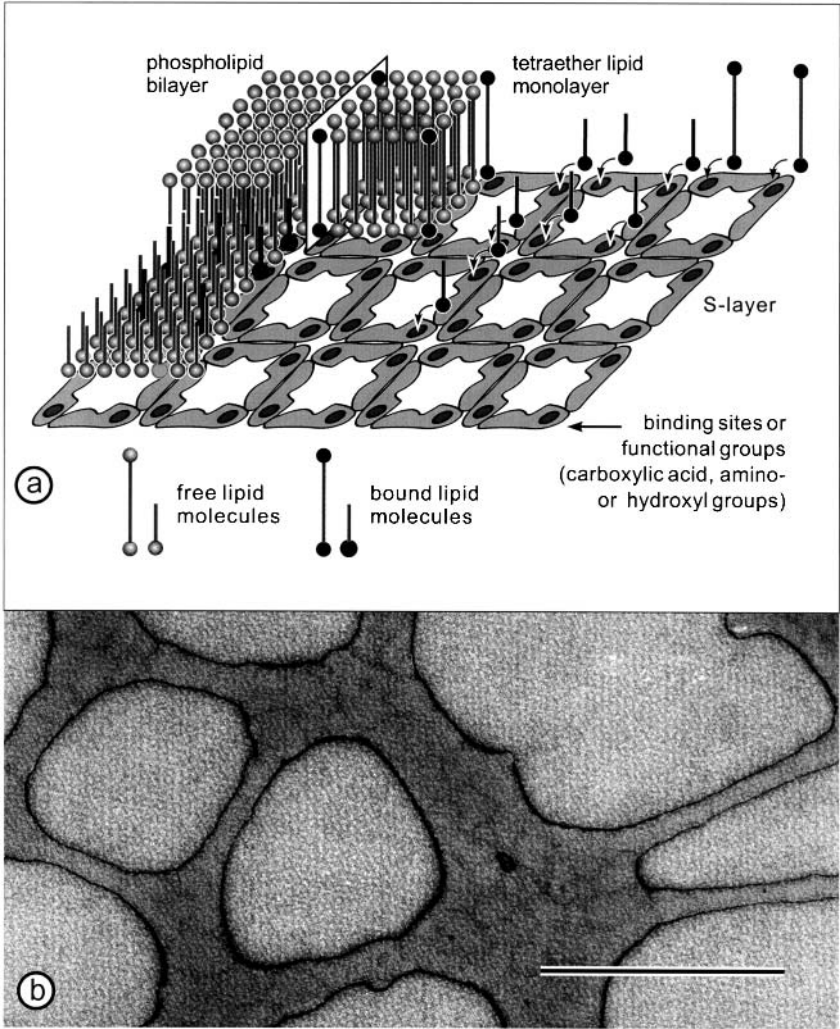 phospholipid
bilayer
tetraether lipid
monolayer
S-layer
binding sites or
functional groups
(carboxylic acid, amino-
or hydroxyl groups)
a
free lipid
molecules
bound lipid
molecules
b